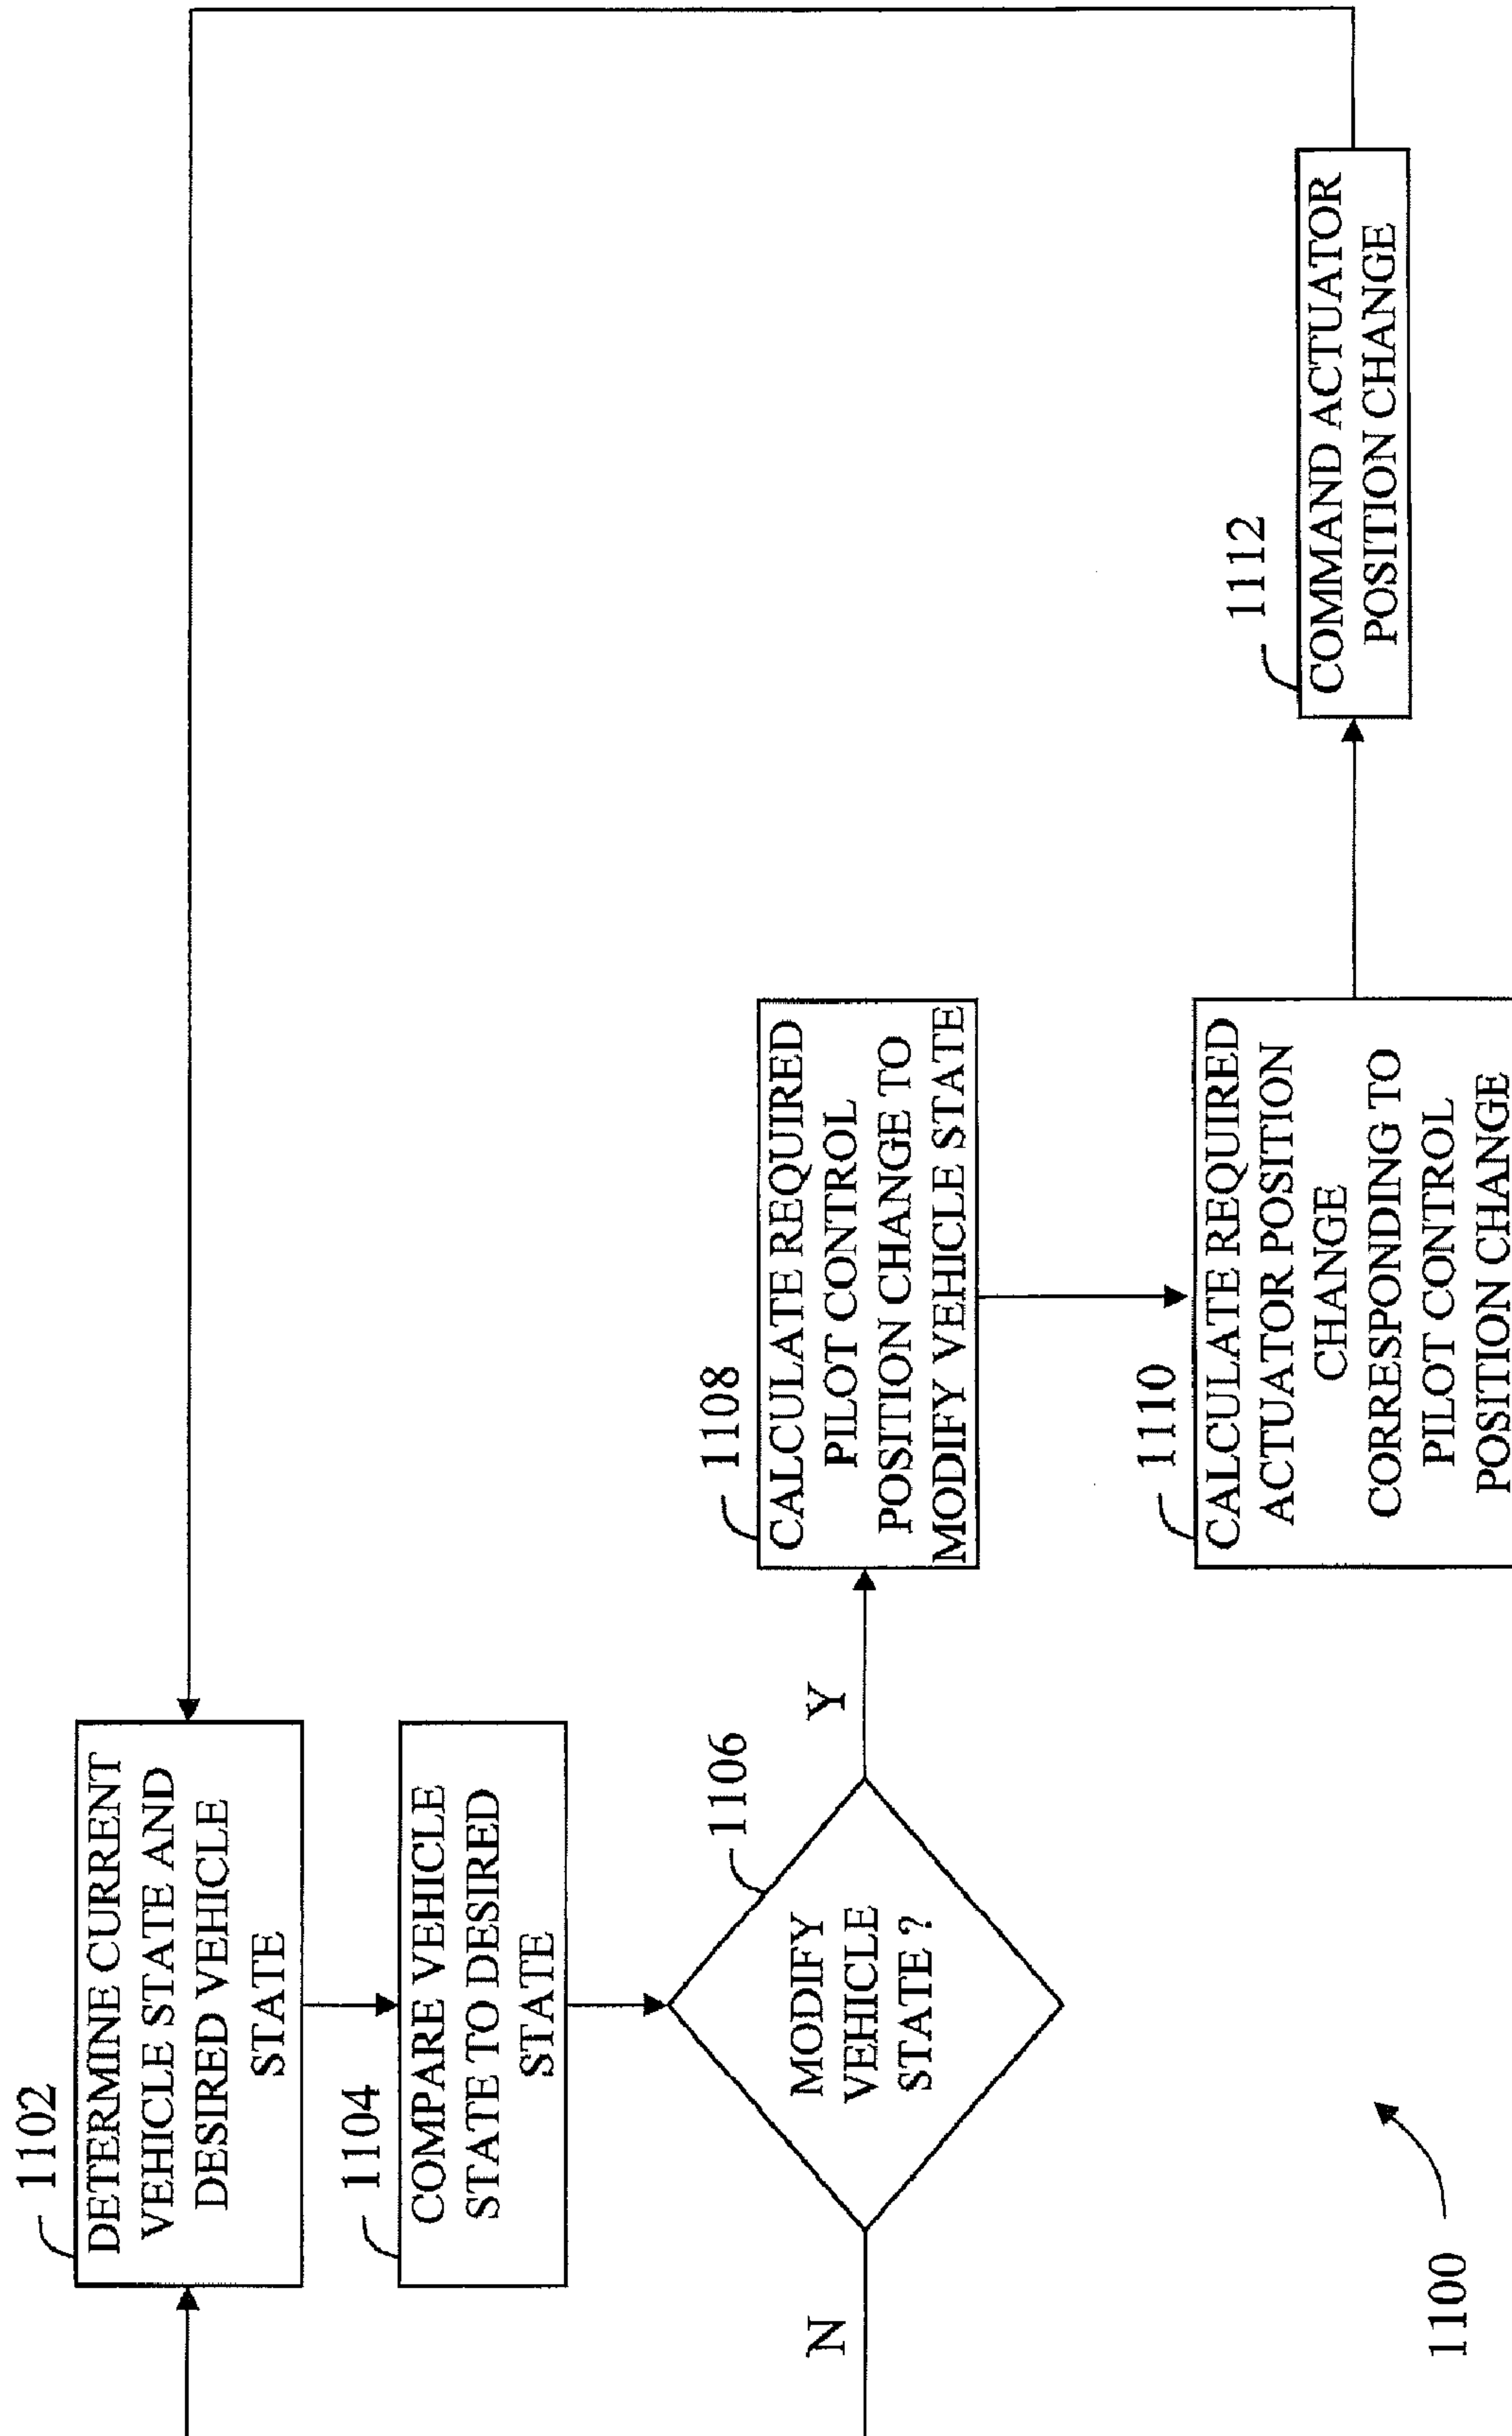 1102
DETERMINE CURRENT
VEHICLE STATE AND
DESIRED VEHICLE
STATE
1104
COMPARE VEHICLE
STATE TO DESIRED
STATE
1106
MODIFY
VEHICLE
STATE ?
N
Y
1108
CALCULATE REQUIRED
PILOT CONTROL
POSITION CHANGE TO
MODIFY VEHICLE STATE
1110
CALCULATE REQUIRED
ACTUATOR POSITION
CHANGE
CORRESPONDING TO
PILOT CONTROL
POSITION CHANGE
1112
COMMAND ACTUATOR
POSITION CHANGE
1100